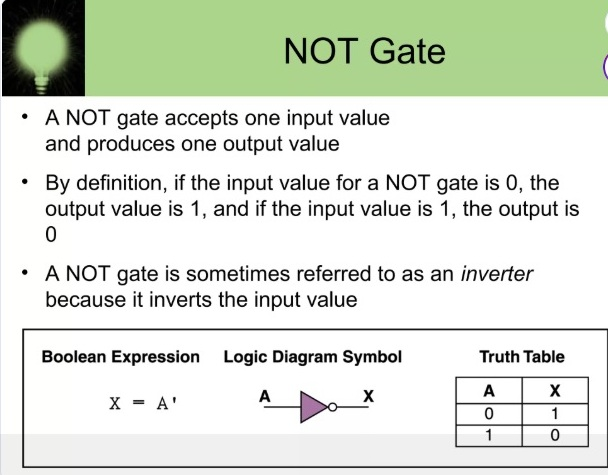 NOT Gate
• A NOT gate accepts one input value
and produces one output value
• By definition, if the input value for a NOT gate is 0, the
output value is 1, and if the input value is 1, the output is
0
• A NOT gate is sometimes referred to as an inverter
because it inverts the input value
Boolean Expression Logic Diagram Symbol Truth Table
X = A'
A X
A X
0 1
1 0